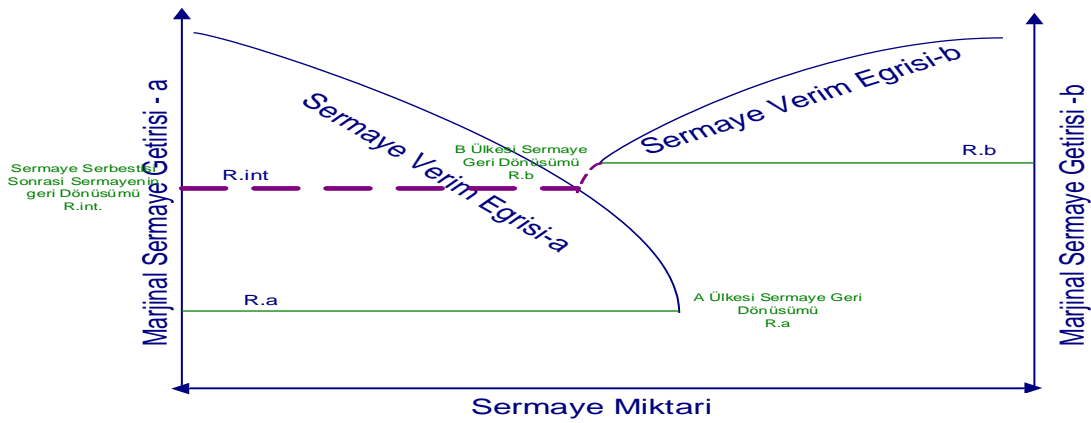 Marjinal Sermaye Getirisi - a
Sermaye Serbestisi
Sonrasi Sermayenin
geri Dönüsümü
R.int.
R.int
R.a
Sermaye Verim Egrisi-a
B Ülkesi Sermaye
Geri Dönüsümü
R.b
Sermaye Verim Egrisi-b
R.b
A Ülkesi Sermaye Geri
Dönüsümü
R.a
Marjinal Sermaye Getirisi -b
Sermaye Miktari